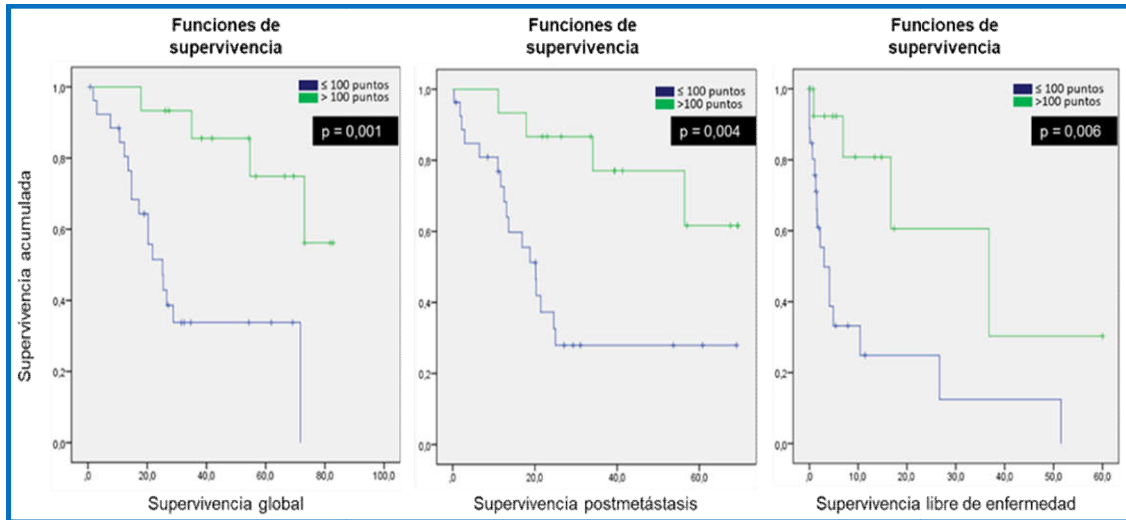 Funciones de
supervivencia
≤ 100 puntos
> 100 puntos
p = 0,001
Supervivencia acumulada
1,0
0,8
0,6
0,4
0,2
0,0
,0
20,0
40,0
60,0
80,0
100,0
Supervivencia global
Funciones de
supervivencia
≤ 100 puntos
>100 puntos
p = 0,004
1,0
0,8
0,6
0,4
0,2
0,0
,0
20,0
40,0
60,0
Supervivencia postmetástasis
Funciones de
supervivencia
≤ 100 puntos
>100 puntos
p = 0,006
1,0
0,8
0,6
0,4
0,2
0,0
,0
10,0
20,0
30,0
40,0
50,0
60,0
Supervivencia libre de enfermedad